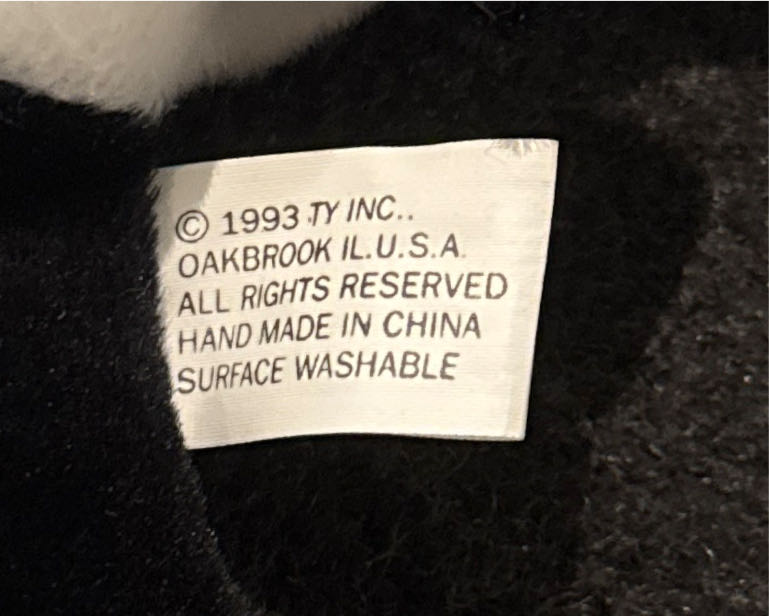 © 1993 TY INC..
OAKBROOK IL.U.S.A.
ALL RIGHTS RESERVED
HAND MADE IN CHINA
SURFACE WASHABLE